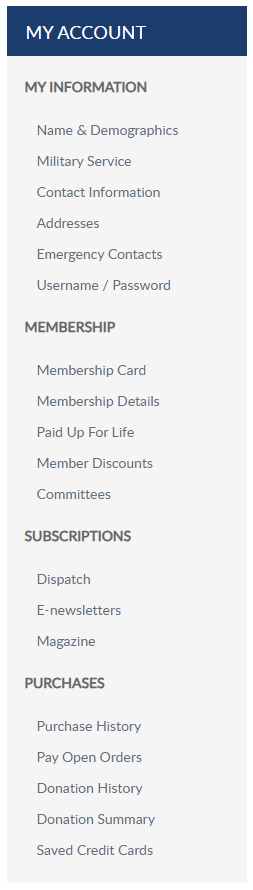 MY ACCOUNT
MY INFORMATION
Name & Demographics
Military Service
Contact Information
Addresses
Emergency Contacts
Username / Password
MEMBERSHIP
Membership Card
Membership Details
Paid Up For Life
Member Discounts
Committees
SUBSCRIPTIONS
Dispatch
E-newsletters
Magazine
PURCHASES
Purchase History
Pay Open Orders
Donation History
Donation Summary
Saved Credit Cards